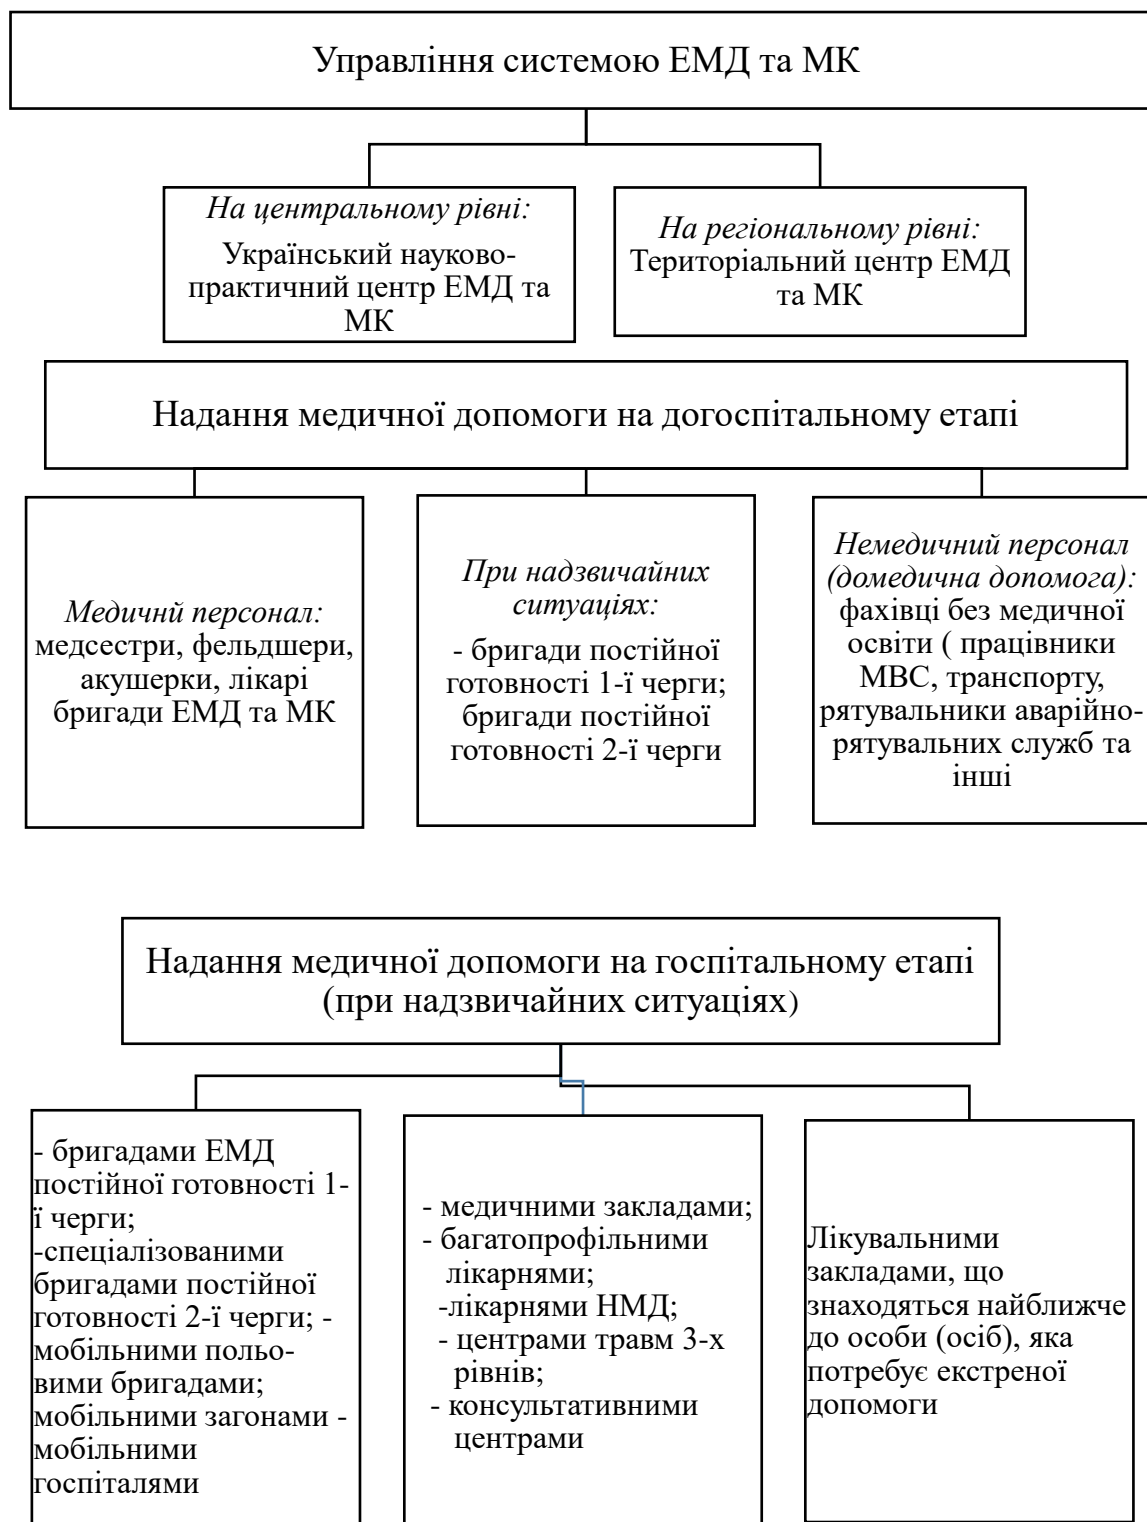 Управління системою ЕМД та МК
На центральному рівні:
Український науково-
практичний центр ЕМД та
МК
На регіональному рівні:
Територіальний центр ЕМД
та МК
Надання медичної допомоги на догоспітальному етапі
Медичнй персонал:
медсестри, фельдшери,
акушерки, лікарі
бригади ЕМД та МК
При надзвичайних
ситуаціях:
- бригади постійної
готовності 1-ї черги;
бригади постійної
готовності 2-ї черги
Немедичний персонал
(домедична допомога):
фахівці без медичної
освіти ( працівники
МВС, транспорту,
рятувальники аварійно-
рятувальних служб та
інші
Надання медичної допомоги на госпітальному етапі
(при надзвичайних ситуаціях)
- бригадами ЕМД
постійної готовності 1-
ї черги;
-спеціалізованими
бригадами постійної
готовності 2-ї черги; -
мобільними польо-
вими бригадами;
мобільними загонами -
мобільними
госпіталями
- медичними закладами;
- багатопрофільними
лікарнями;
-лікарнями НМД;
- центрами травм 3-х
рівнів;
- консультативними
центрами
Лікувальними
закладами, що
знаходяться найближче
до особи (осіб), яка
потребує екстреної
допомоги